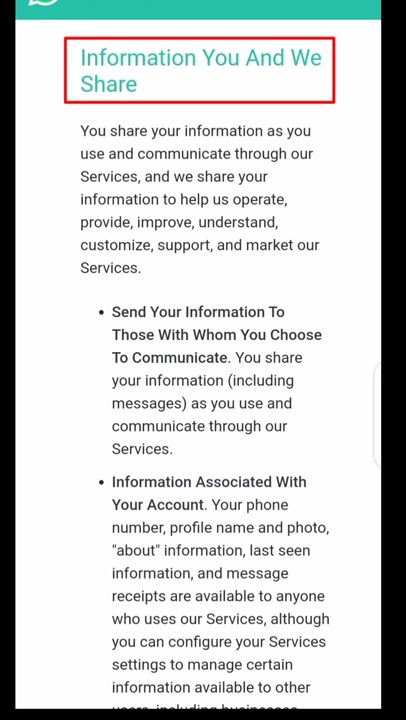 Information You And We
Share
You share your information as you
use and communicate through our
Services, and we share your
information to help us operate,
provide, improve, understand,
customize, support, and market our
Services.
• Send Your Information To
Those With Whom You Choose
To Communicate. You share
your information (including
messages) as you use and
communicate through our
Services.
• Information Associated With
Your Account. Your phone
number, profile name and photo,
"about" information, last seen
information, and message
receipts are available to anyone
who uses our Services, although
you can configure your Services
settings to manage certain
information available to other
users, including businesses